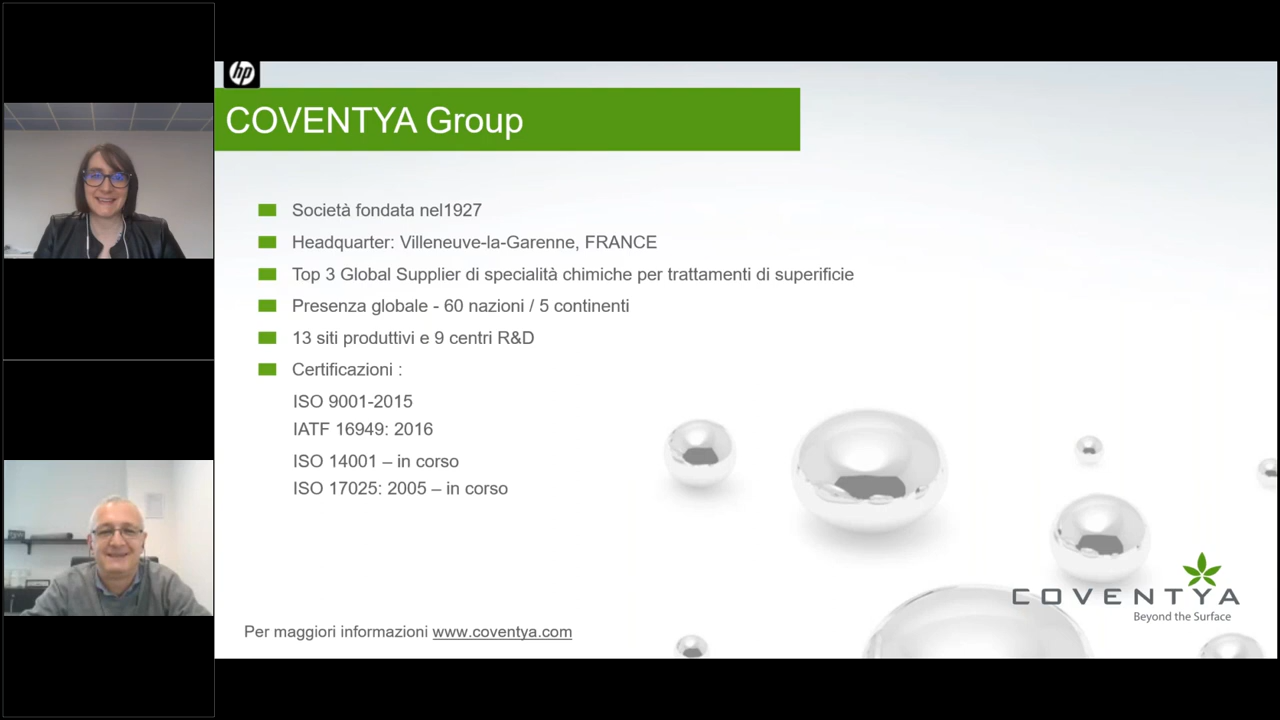 hp
COVENTYA Group
Società fondata nel1927
Headquarter: Villeneuve-la-Garenne, FRANCE
Top 3 Global Supplier di specialità chimiche per trattamenti di superificie
Presenza globale - 60 nazioni / 5 continenti
13 siti produttivi e 9 centri R&D
Certificazioni :
ISO 9001-2015
IATF 16949: 2016
ISO 14001 – in corso
ISO 17025: 2005 – in corso
COVENTYA
Beyond the Surface
Per maggiori informazioni www.coventya.com